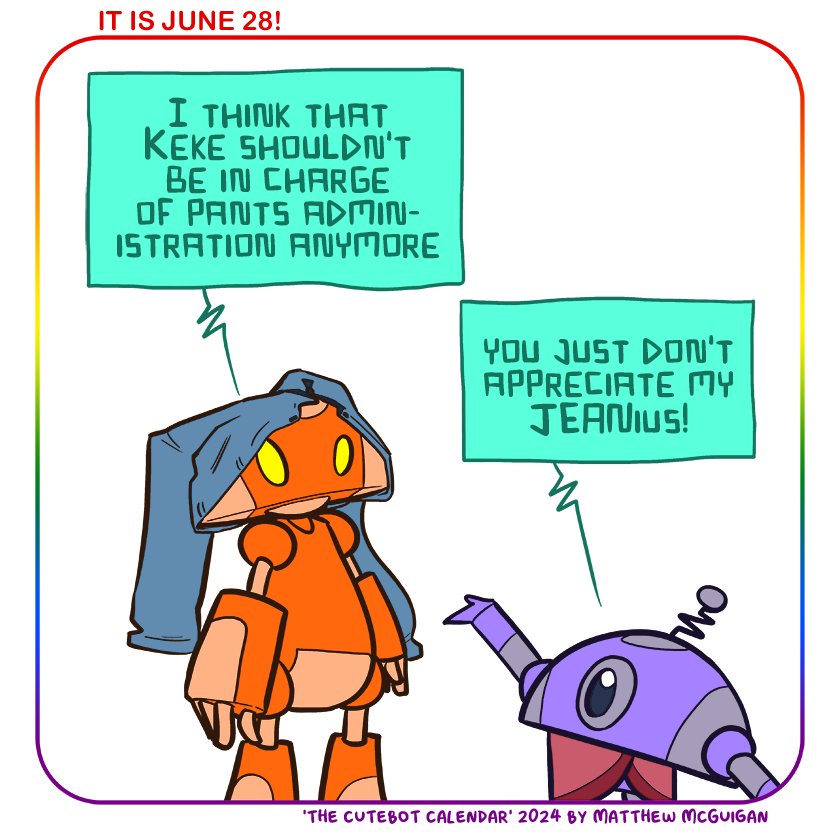 IT IS JUNE 28!
I THINK THAT
KEKE SHOULDN'T
BE IN CHARGE
OF PANTS ADMIN-
ISTRATION ANYMORE
YOU JUST DON'T
APPRECIATE MY
JEANIUS!
'THE CUTEBOT CALENDAR' 2024 BY MATTHEW MCGUIGAN